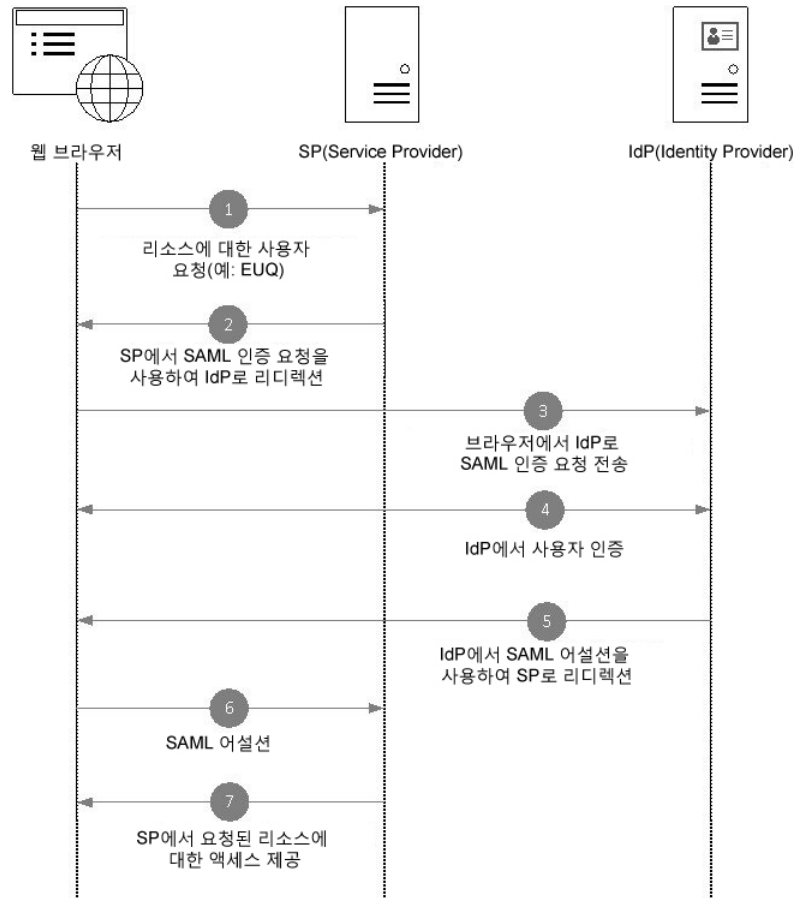 웹 브라우저
SP(Service Provider)
IdP(Identity Provider)
1
리소스에 대한 사용자
요청(예: EUQ)
2
SP에서 SAML 인증 요청을
사용하여 IdP로 리디렉션
3
브라우저에서 IdP로
SAML 인증 요청 전송
4
IdP에서 사용자 인증
5
IdP에서 SAML 어설션을
사용하여 SP로 리디렉션
6
SAML 어설션
7
SP에서 요청된 리소스에
대한 액세스 제공